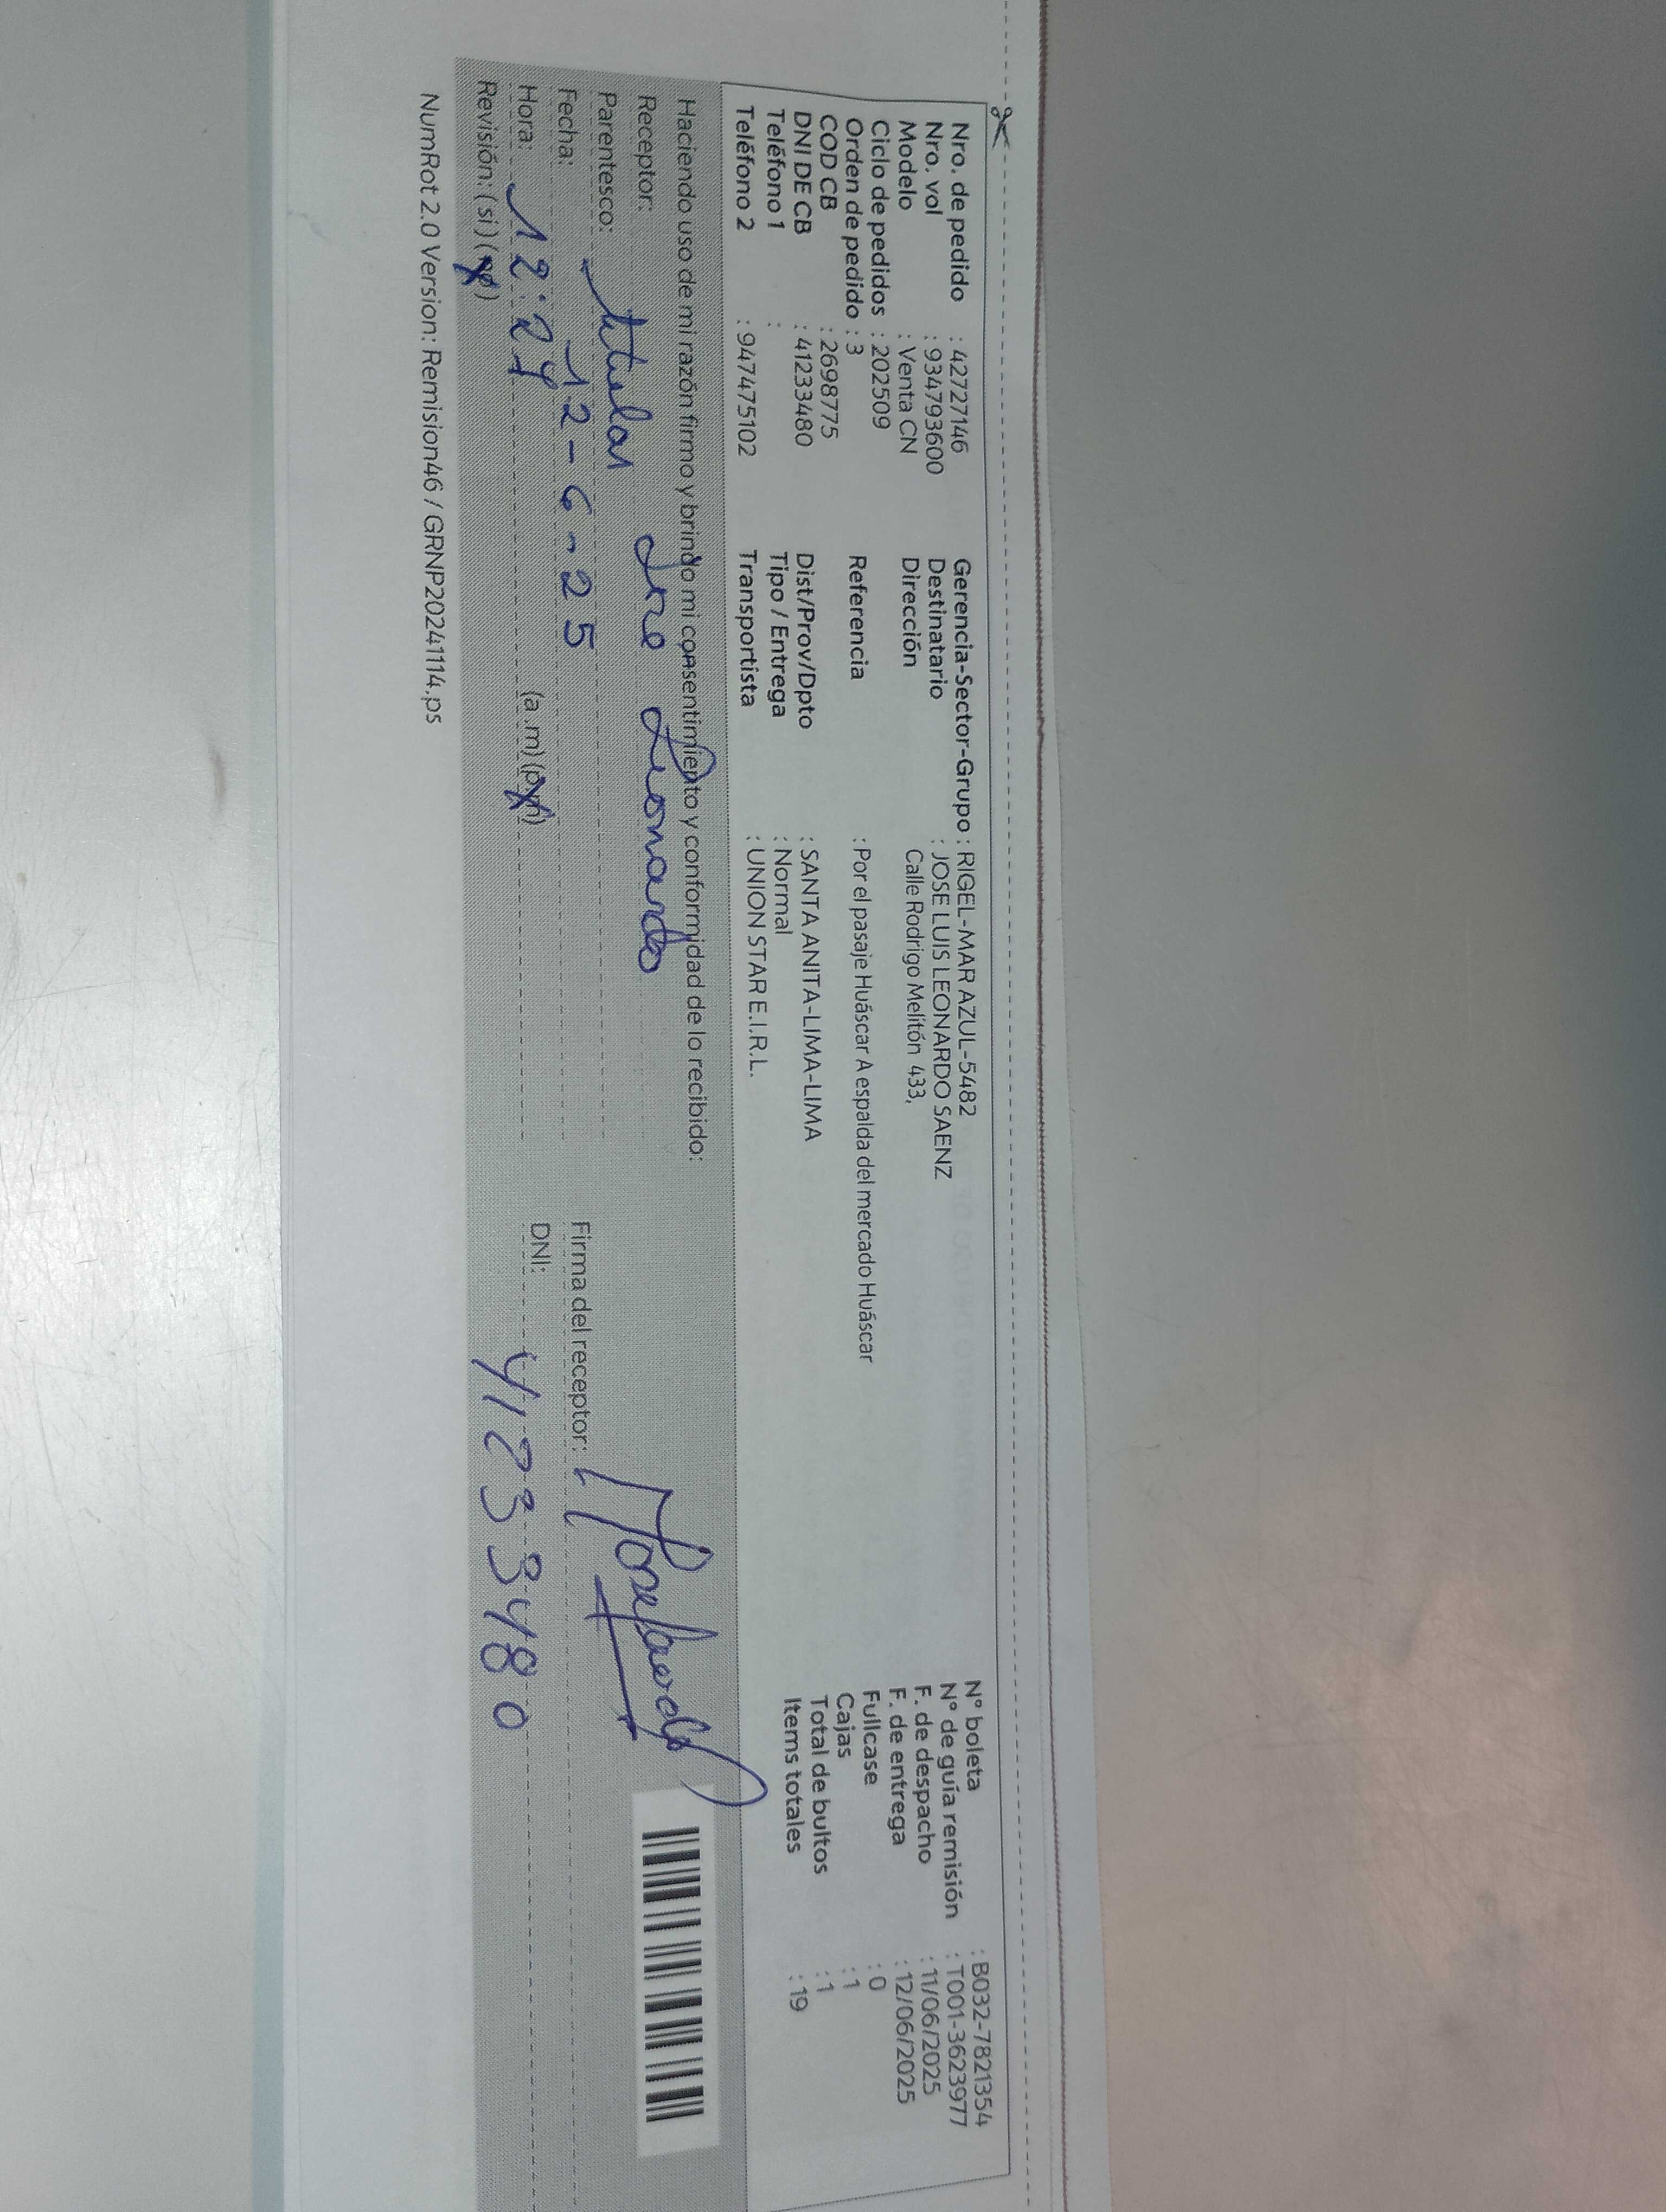 Nro. de pedido : 42727146
Nro. vol : 934793600
Modelo : Venta CN
Ciclo de pedidos : 202509
Orden de pedido : 3
COD CB : 2698775
DNI DE CB : 41233480
Teléfono 1 :
Teléfono 2 : 947475102
Gerencia-Sector-Grupo : RIGEL-MAR AZUL-5482
Destinatario : JOSE LUIS LEONARDO SAENZ
Dirección Calle Rodrigo Melitón 433,
Referencia : Por el pasaje Huáscar A espalda del mercado Huáscar
Dist/Prov/Dpto : SANTA ANITA-LIMA-LIMA
Tipo / Entrega : Normal
Transportista : UNION STAR E.I.R.L.
N° boleta : B032-7821354
N° de guía remisión : T001-3623977
F. de despacho : 11/06/2025
F. de entrega : 12/06/2025
Fullcase : 0
Cajas : 1
Total de bultos : 1
Items totales : 19
Haciendo uso de mi razón firmo y brindo mi consentimiento y conformidad de lo recibido:
Receptor: Leonardo
Parentesco: titular
Fecha: 12-6-25
Hora: 12:24 (a.m) (p.m)
Revisión: (si) (no)
Firma del receptor:
DNI: 41233480
NumRot 2.0 Version: Remision46 / GRNP20241114.ps